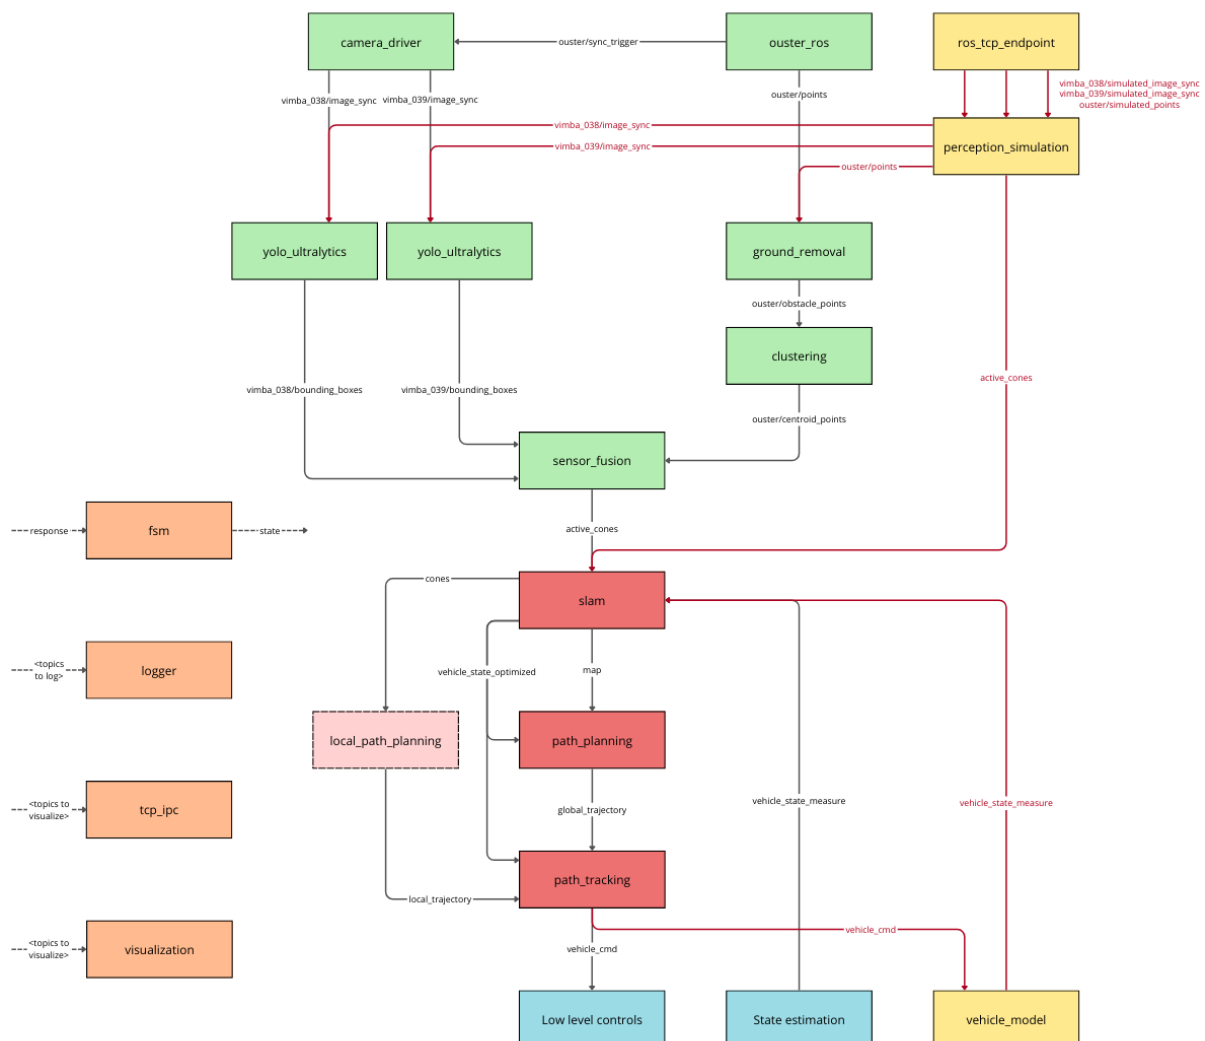 camera_driver
ouster/sync_trigger
ouster_ros
ros_tcp_endpoint
vimba_038/image_sync
vimba_039/image_sync
ouster/points
vimba_038/simulated_image_sync
vimba_039/simulated_image_sync
ouster/simulated_points
vimba_038/image_sync
vimba_039/image_sync
ouster/points
perception_simulation
yolo_ultralytics
yolo_ultralytics
ground_removal
ouster/obstacle_points
clustering
active_cones
vimba_038/bounding_boxes
vimba_039/bounding_boxes
ouster/centroid_points
sensor_fusion
response
fsm
state
active_cones
cones
slam
<topics
to log>
logger
vehicle_state_optimized
map
local_path_planning
path_planning
<topics to
visualize>
tcp_ipc
global_trajectory
vehicle_state_measure
vehicle_state_measure
path_tracking
local_trajectory
<topics to
visualize>
visualization
vehicle_cmd
vehicle_cmd
Low level controls
State estimation
vehicle_model